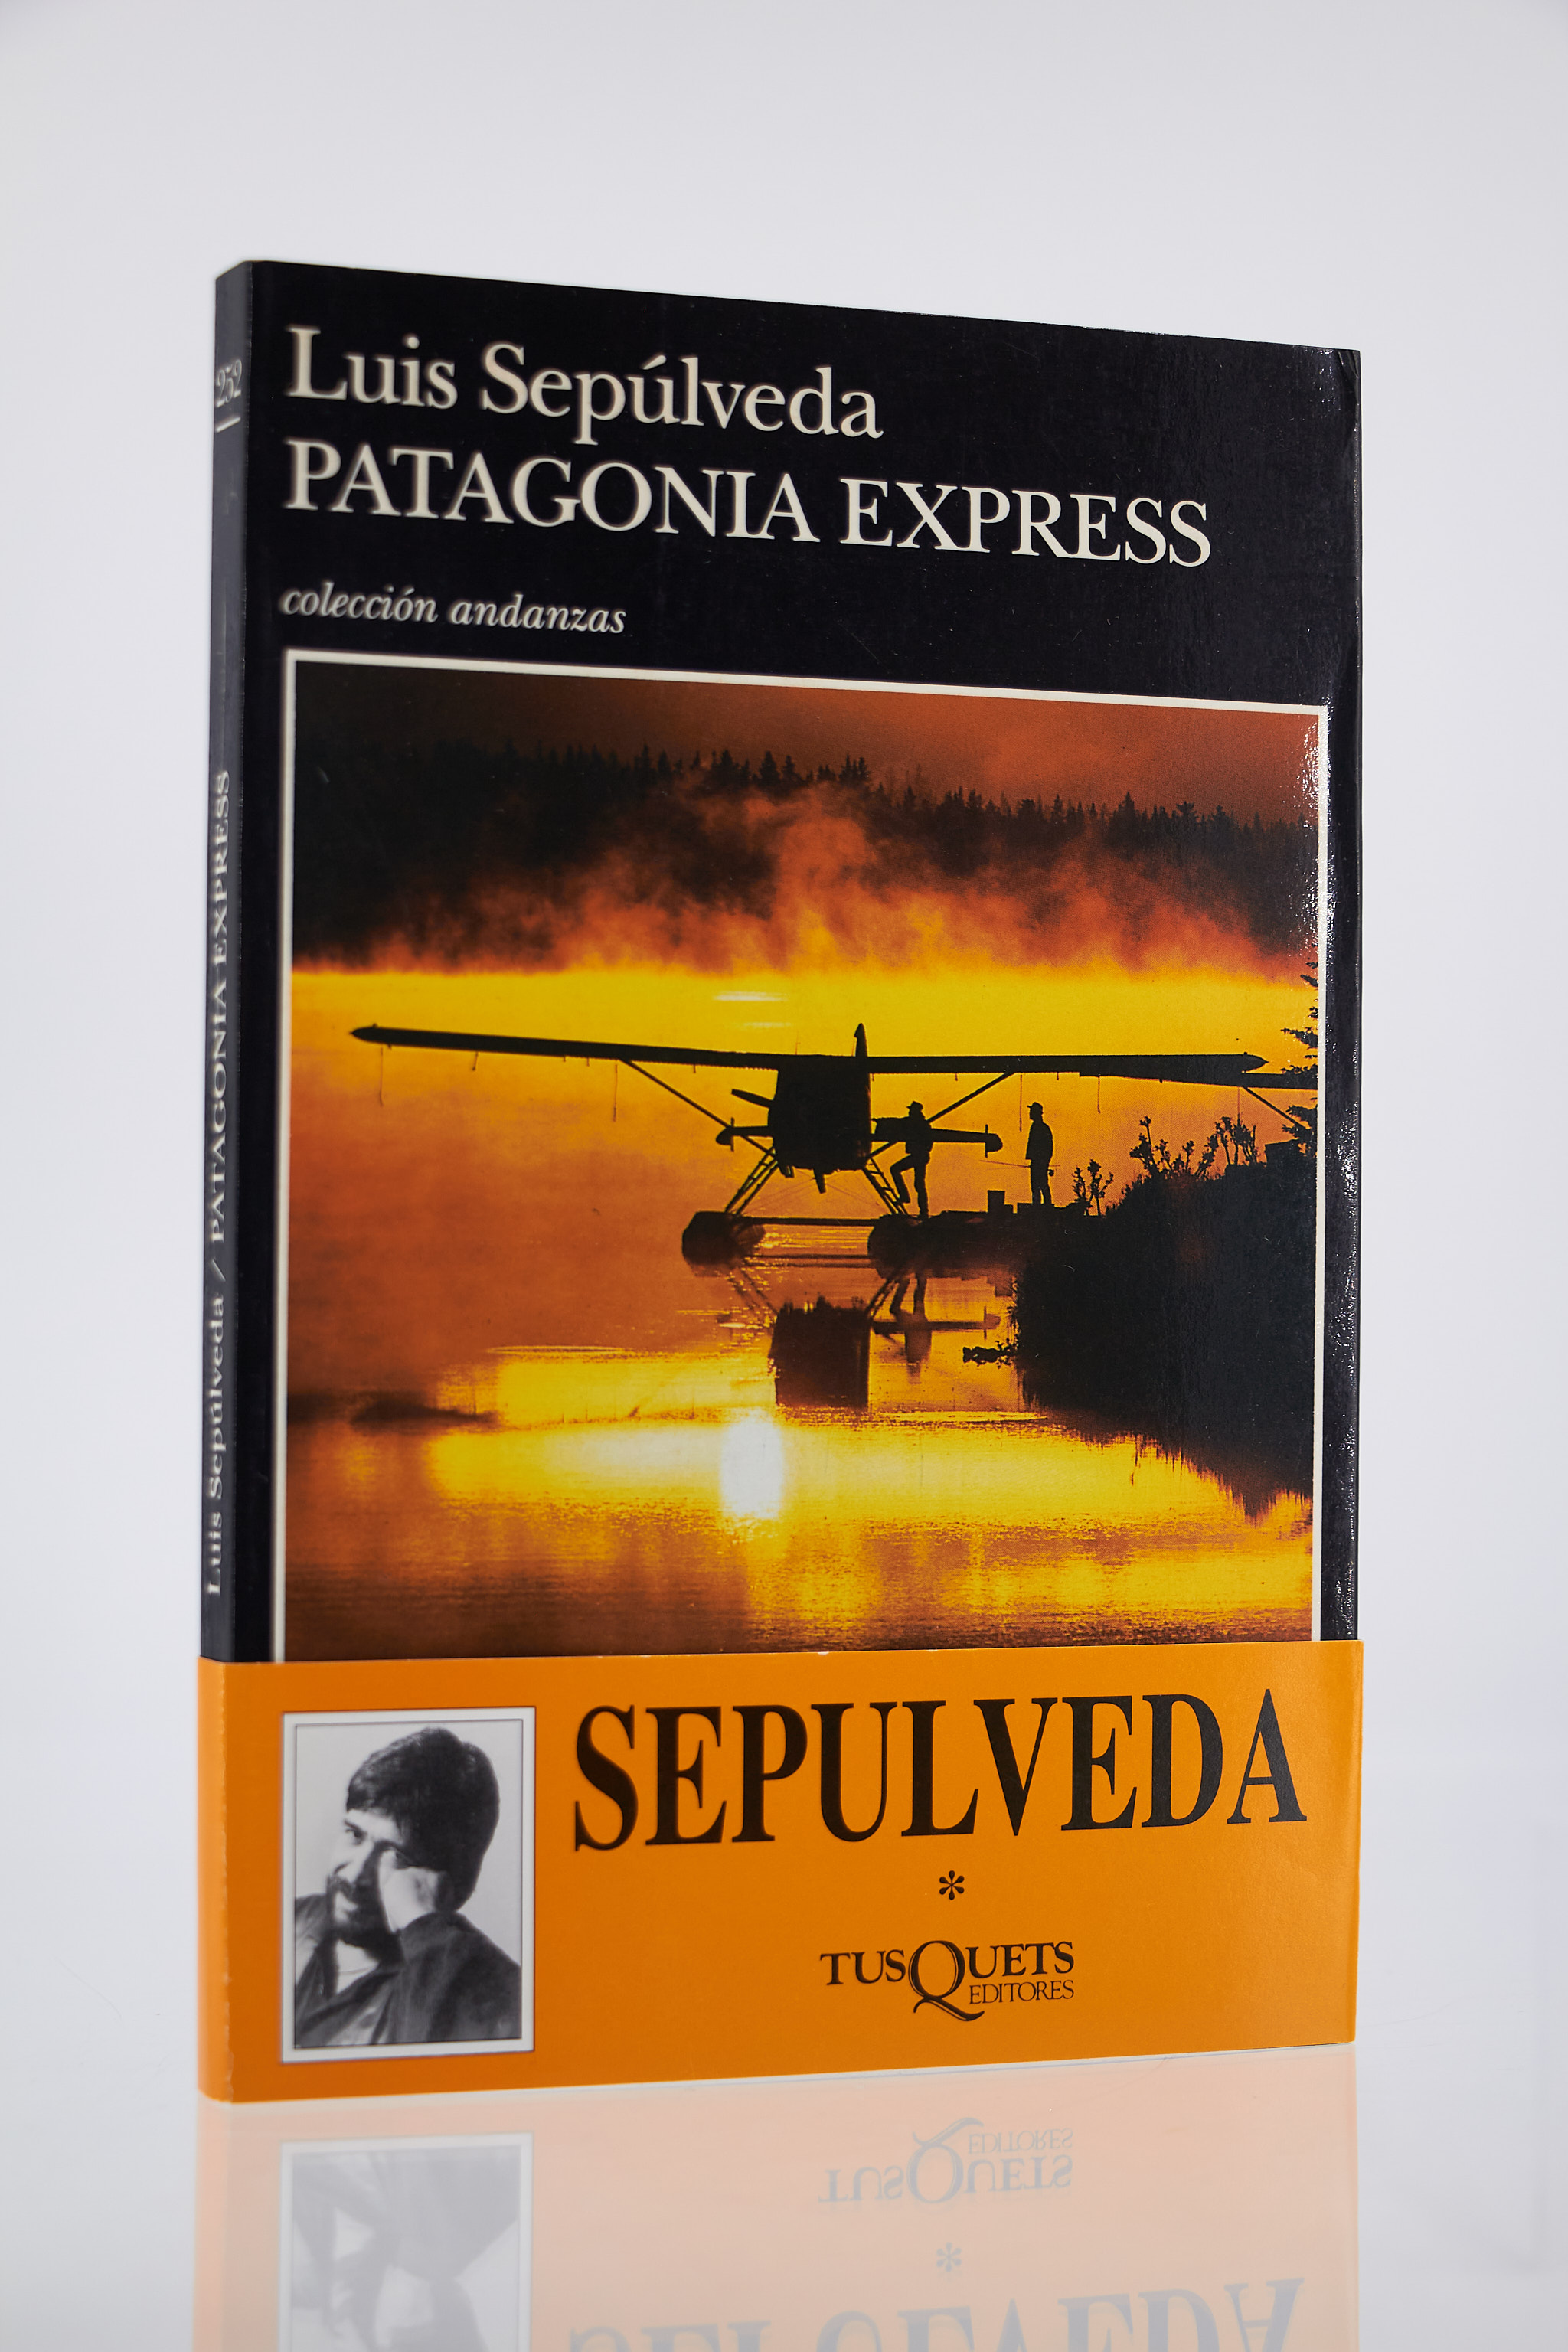 Luis Sepúlveda
PATAGONIA EXPRESS
colección andanzas
252
Luis Sepúlveda / PATAGONIA EXPRESS
SEPULVEDA
*
TUSQUETS
EDITORES